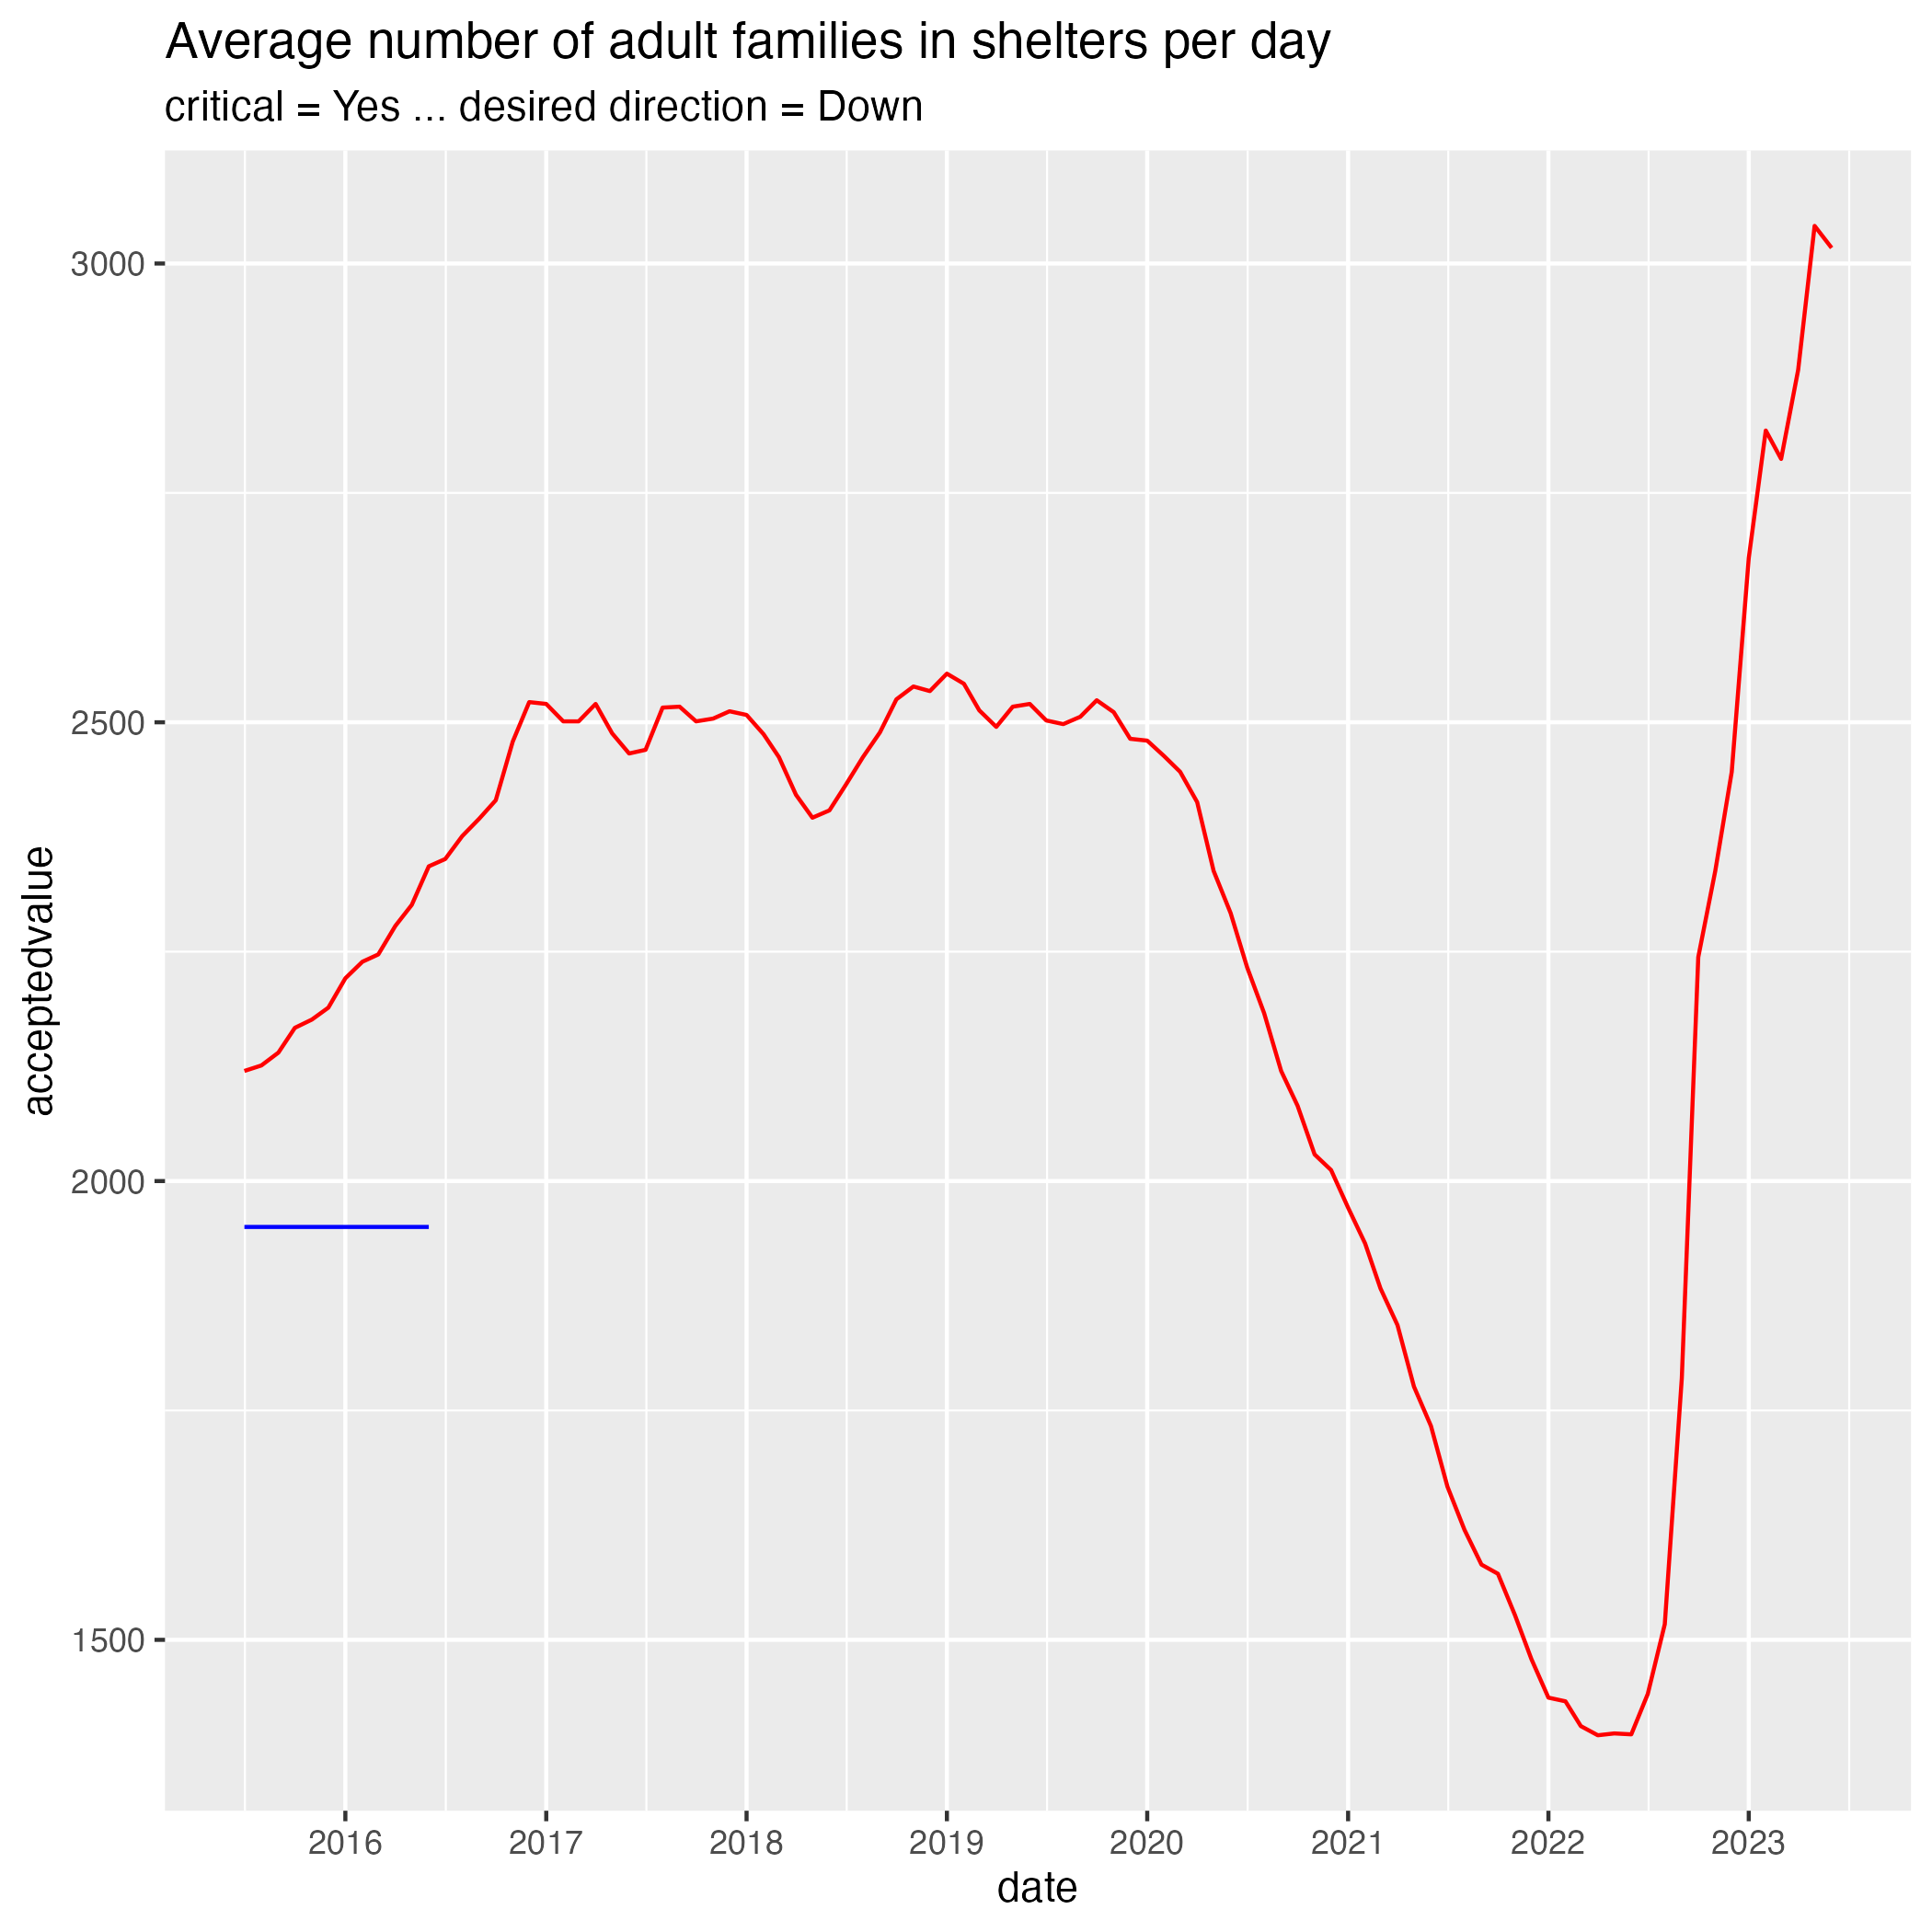 Average number of adult families in shelters per day
critical = Yes ... desired direction = Down
acceptedvalue
3000
2500
2000
1500
2016 2017 2018 2019 2020 2021 2022 2023
date